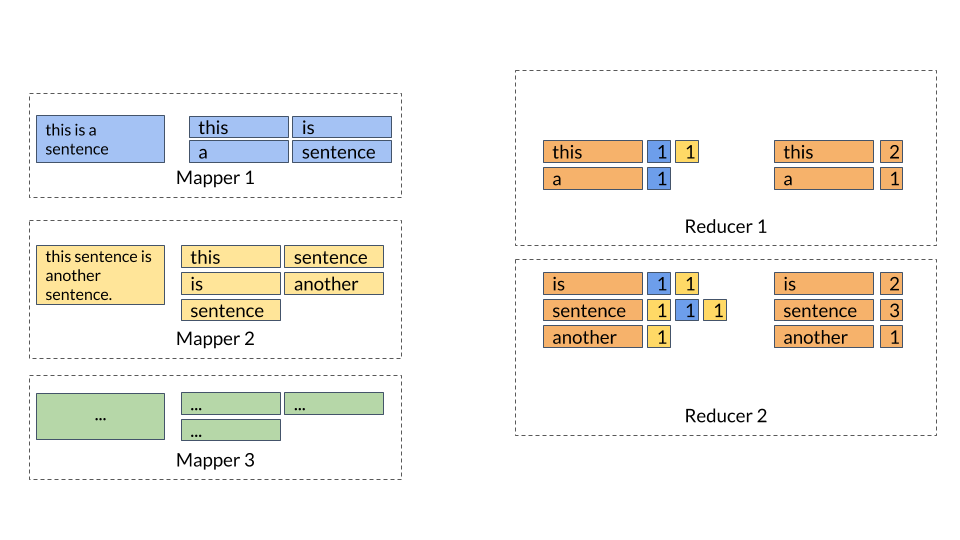 this is a
sentence
this is
a sentence
Mapper 1
this sentence is
another
sentence.
this sentence
is another
sentence
Mapper 2
...
... ...
...
Mapper 3
this 1 1 this 2
a 1 a 1
Reducer 1
is 1 1 is 2
sentence 1 1 1 sentence 3
another 1 another 1
Reducer 2